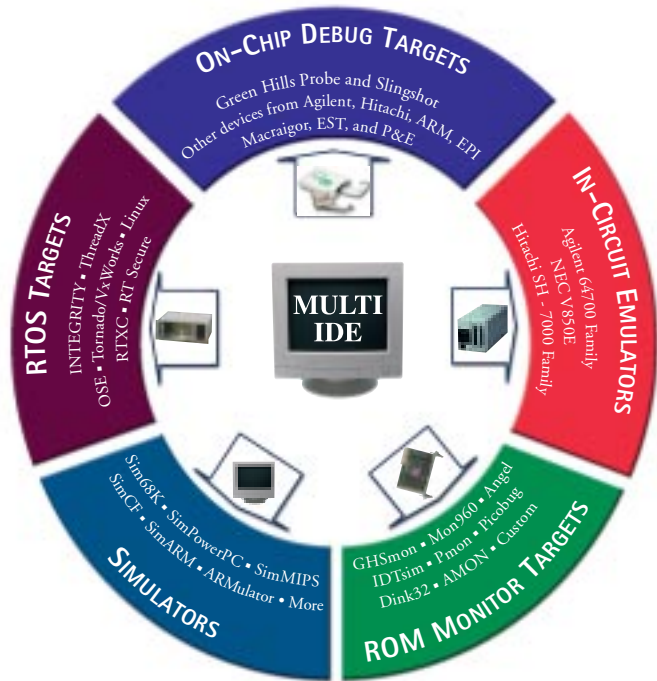 ON-CHIP DEBUG TARGETS
Green Hills Probe and Slingshot
Other devices from Agilent, Hitachi, ARM, EPI
Macraigor, EST, and P&E
IN-CIRCUIT EMULATORS
Agilent 64700 Family
NEC V850E
Hitachi SH - 7000 Family
RTOS TARGETS
INTEGRITY ▪ ThreadX
OSE ▪ Tornado/VxWorks ▪ Linux
RTXC ▪ RT Secure
MULTI
IDE
Sim68K ▪ SimPowerPC ▪ SimMIPS
SimCF ▪ SimARM ▪ ARMulator ▪ More
SIMULATORS
GHSmon ▪ Mon960 ▪ Angel
IDTsim ▪ Pmon ▪ Picobug
Dink32 ▪ AMON ▪ Custom
ROM MONITOR TARGETS